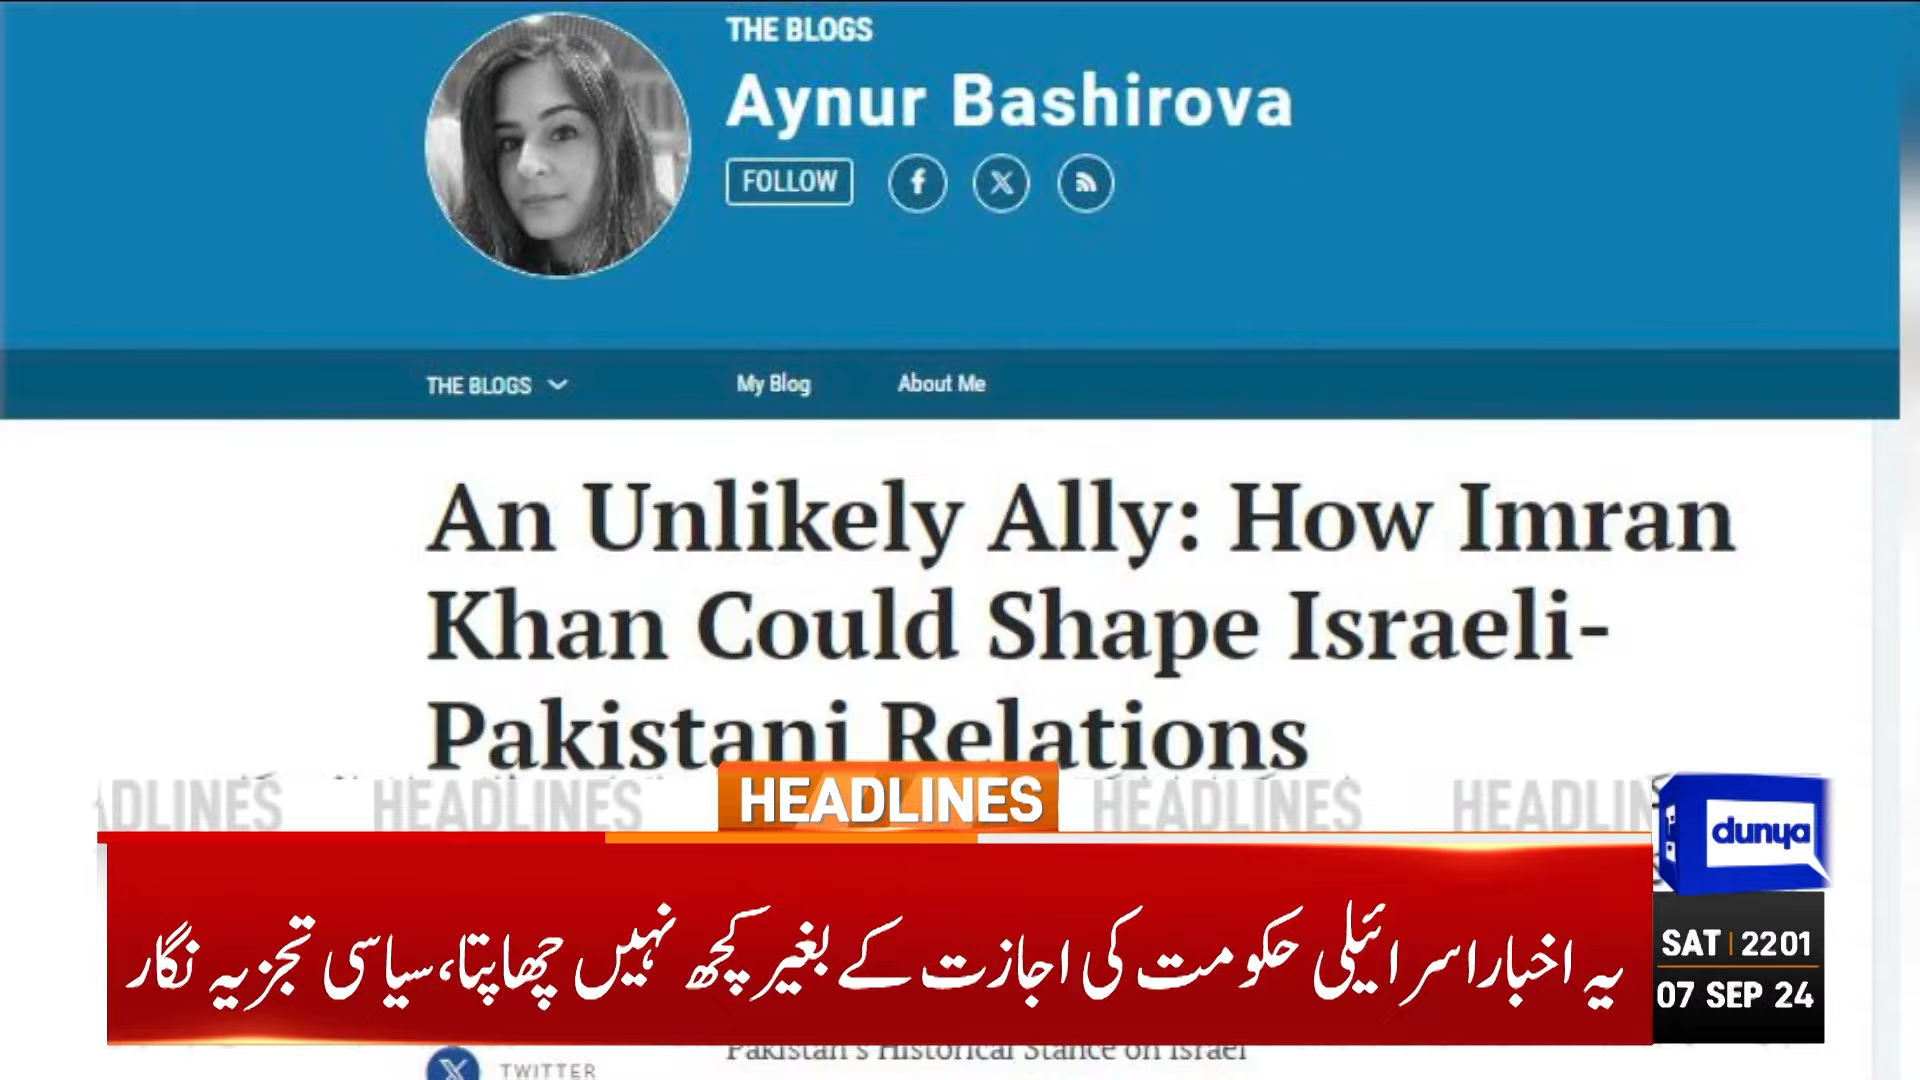 THE BLOGS
Aynur Bashirova
FOLLOW
THE BLOGS
My Blog
About Me
An Unlikely Ally: How Imran
Khan Could Shape Israeli-
Pakistani Relations
HEADLINES
HEADLINES
HEADLINES
dunya
یہ اخبار اسرائیلی حکومت کی اجازت کے بغیر کچھ نہیں چھاپتا، سیاسی تجزیہ نگار
SAT 2201
07 SEP 24
Pakistan's Historical Stance on Israel
TWITTER